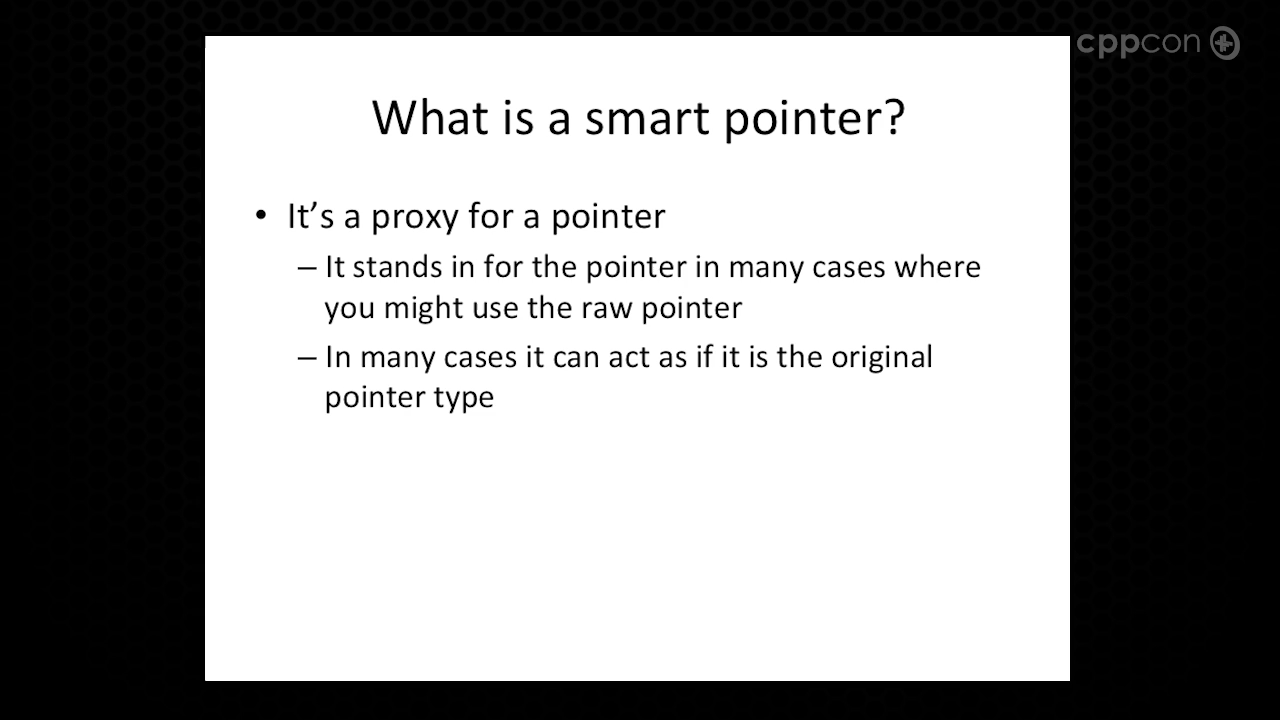 cppcon
What is a smart pointer?
• It’s a proxy for a pointer
– It stands in for the pointer in many cases where
you might use the raw pointer
– In many cases it can act as if it is the original
pointer type